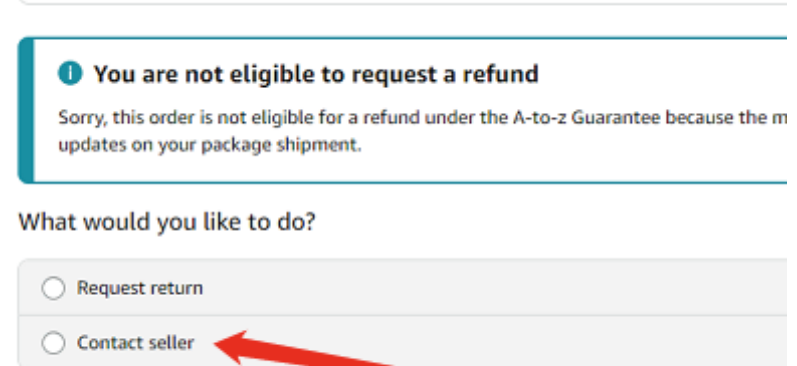 You are not eligible to request a refund
Sorry, this order is not eligible for a refund under the A-to-z Guarantee because the
updates on your package shipment.
What would you like to do?
Request return
Contact seller